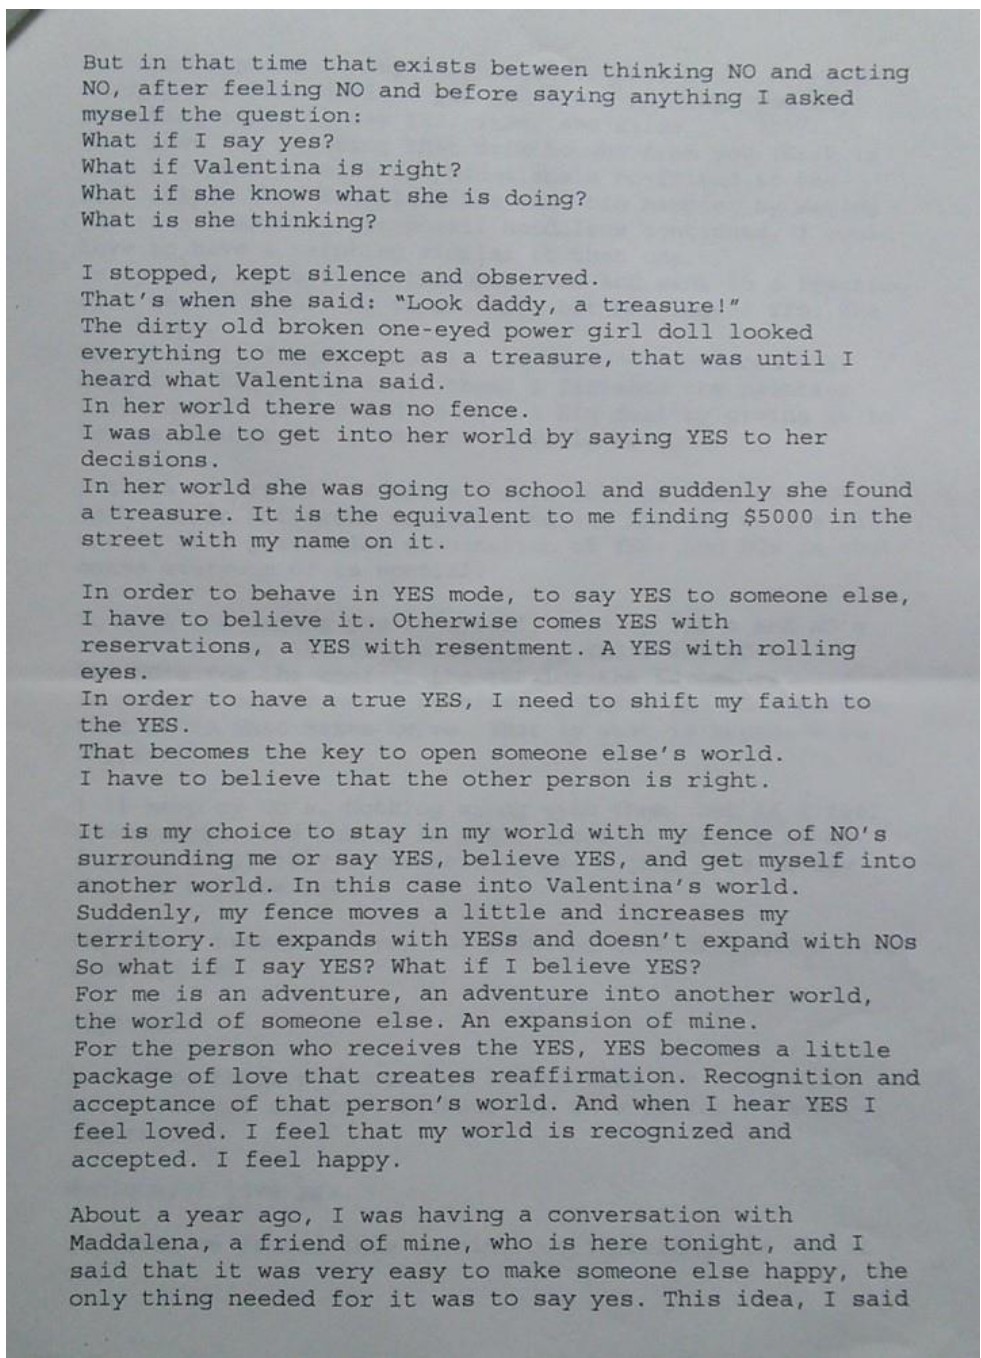 But in that time that exists between thinking NO and acting
NO, after feeling NO and before saying anything I asked
myself the question:
What if I say yes?
What if Valentina is right?
What if she knows what she is doing?
What is she thinking?
I stopped, kept silence and observed.
That's when she said: "Look daddy, a treasure!"
The dirty old broken one-eyed power girl doll looked
everything to me except as a treasure, that was until I
heard what Valentina said.
In her world there was no fence.
I was able to get into her world by saying YES to her
decisions.
In her world she was going to school and suddenly she found
a treasure. It is the equivalent to me finding $5000 in the
street with my name on it.
In order to behave in YES mode, to say YES to someone else,
I have to believe it. Otherwise comes YES with
reservations, a YES with resentment. A YES with rolling
eyes.
In order to have a true YES, I need to shift my faith to
the YES.
That becomes the key to open someone else's world.
I have to believe that the other person is right.
It is my choice to stay in my world with my fence of NO's
surrounding me or say YES, believe YES, and get myself into
another world. In this case into Valentina's world.
Suddenly, my fence moves a little and increases my
territory. It expands with YESs and doesn't expand with NOs
So what if I say YES? What if I believe YES?
For me is an adventure, an adventure into another world,
the world of someone else. An expansion of mine.
For the person who receives the YES, YES becomes a little
package of love that creates reaffirmation. Recognition and
acceptance of that person's world. And when I hear YES I
feel loved. I feel that my world is recognized and
accepted. I feel happy.
About a year ago, I was having a conversation with
Maddalena, a friend of mine, who is here tonight, and I
said that it was very easy to make someone else happy, the
only thing needed for it was to say yes. This idea, I said